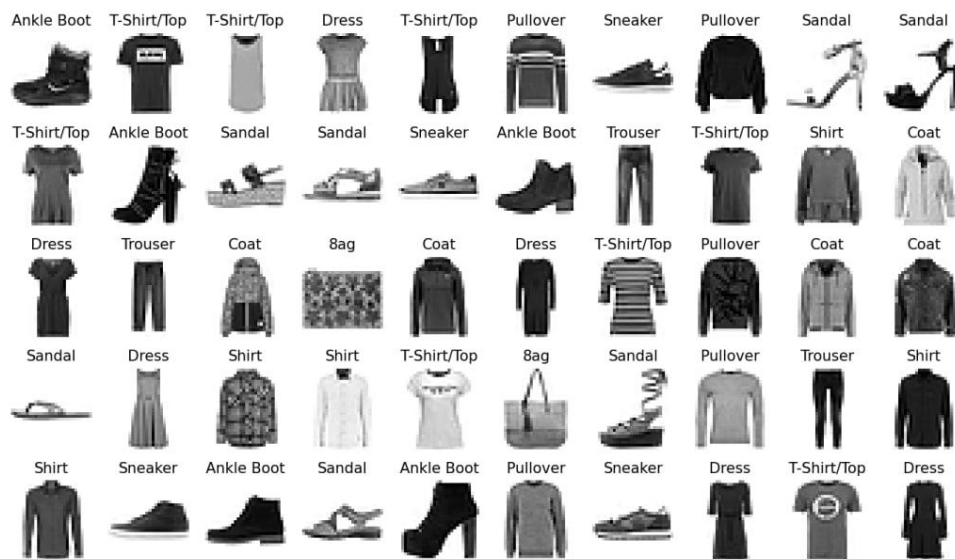 Ankle Boot T-Shirt/Top T-Shirt/Top Dress T-Shirt/Top Pullover Sneaker Pullover Sandal Sandal
T-Shirt/Top Ankle Boot Sandal Sandal Sneaker Ankle Boot Trouser T-Shirt/Top Shirt Coat
Dress Trouser Coat 8ag Coat Dress T-Shirt/Top Pullover Coat Coat
Sandal Dress Shirt Shirt T-Shirt/Top 8ag Sandal Pullover Trouser Shirt
Shirt Sneaker Ankle Boot Sandal Ankle Boot Pullover Sneaker Dress T-Shirt/Top Dress